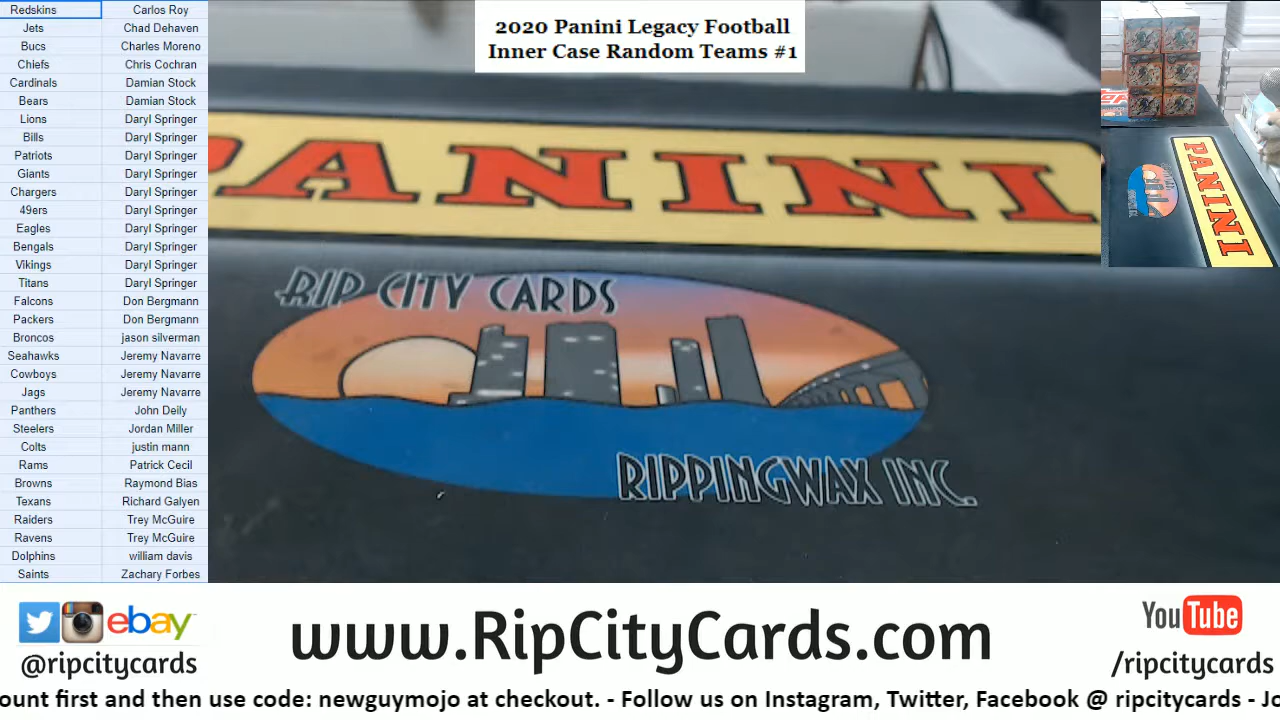 Redskins Carlos Roy
Jets Chad Dehaven
Bucs Charles Moreno
Chiefs Chris Cochran
Cardinals Damian Stock
Bears Damian Stock
Lions Daryl Springer
Bills Daryl Springer
Patriots Daryl Springer
Giants Daryl Springer
Chargers Daryl Springer
49ers Daryl Springer
Eagles Daryl Springer
Bengals Daryl Springer
Vikings Daryl Springer
Titans Daryl Springer
Falcons Don Bergmann
Packers Don Bergmann
Broncos jason silverman
Seahawks Jeremy Navarre
Cowboys Jeremy Navarre
Jags Jeremy Navarre
Panthers John Deily
Steelers Jordan Miller
Colts justin mann
Rams Patrick Cecil
Browns Raymond Bias
Texans Richard Galyen
Raiders Trey McGuire
Ravens Trey McGuire
Dolphins william davis
Saints Zachary Forbes
2020 Panini Legacy Football
Inner Case Random Teams #1
PANINI
RIP CITY CARDS
RIPPINGWAX INC.
PANINI
ebay
@ripcitycards
www.RipCityCards.com
YouTube
/ripcitycards
ount first and then use code: newguymojo at checkout. - Follow us on Instagram, Twitter, Facebook @ ripcitycards - Jo